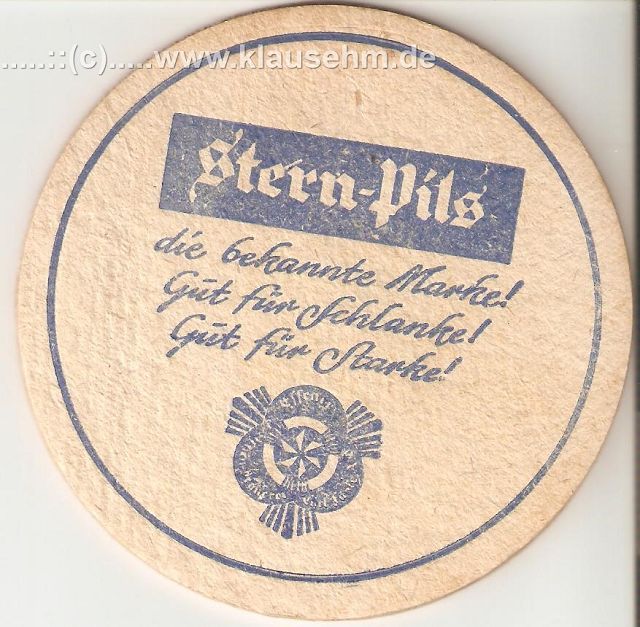 .....::(c).....www.klausehm.de
Stern-Pils
die bekannte Marke!
Gut für Schlanke!
Gut für Starke!